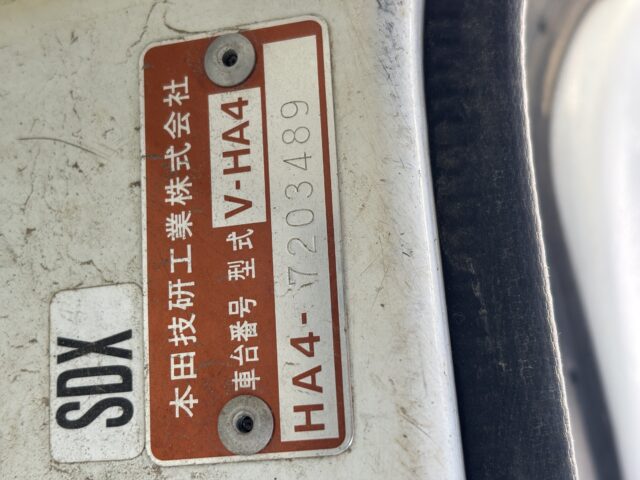 本田技研工業株式会社
車台番号 型式 V-HA4
HA4-7203489
SDX